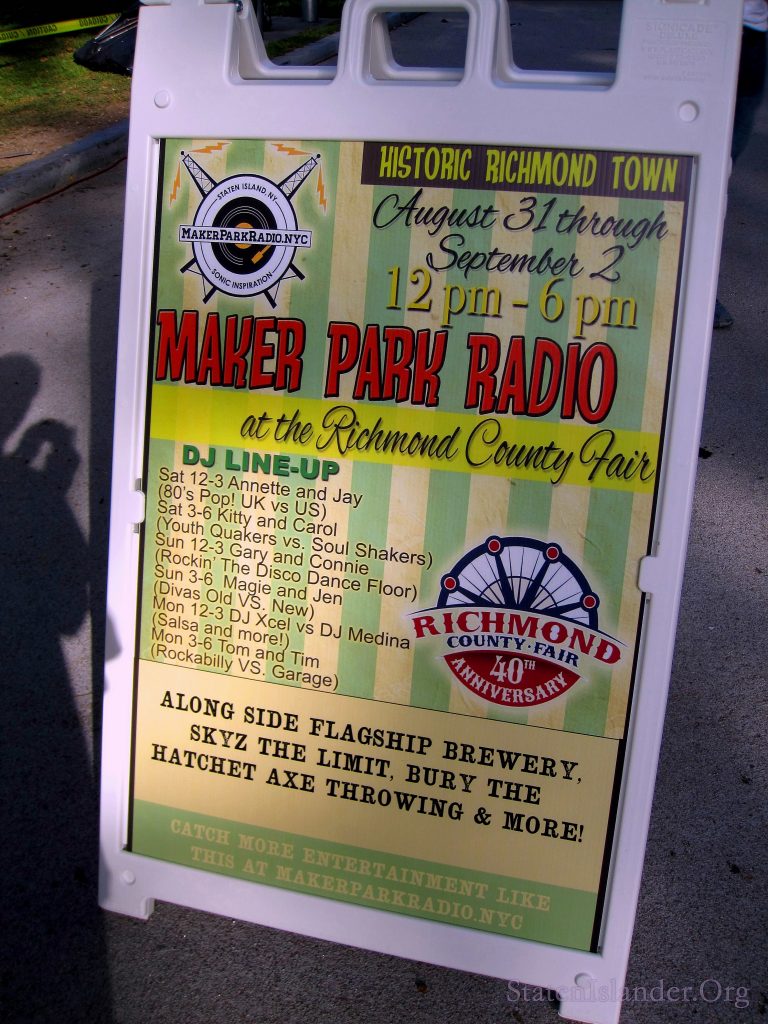 STATEN ISLAND, NY
MAKERPARKRADIO.NYC
SONIC INSPIRATION
HISTORIC RICHMOND TOWN
August 31 through
September 2
12 pm - 6 pm
MAKER PARK RADIO
at the Richmond County Fair
DJ LINE-UP
Sat 12-3 Annette and Jay
(80's Pop! UK vs US)
Sat 3-6 Kitty and Carol
(Youth Quakers vs. Soul Shakers)
Sun 12-3 Gary and Connie
(Rockin' The Disco Dance Floor)
Sun 3-6 Magie and Jen
(Divas Old VS. New)
Mon 12-3 DJ Xcel vs DJ Medina
(Salsa and more!)
Mon 3-6 Tom and Tim
(Rockabilly VS. Garage)
RICHMOND
COUNTY · FAIR
40TH
ANNIVERSARY
ALONG SIDE FLAGSHIP BREWERY,
SKYZ THE LIMIT, BURY THE
HATCHET AXE THROWING & MORE!
CATCH MORE ENTERTAINMENT LIKE
THIS AT MAKERPARKRADIO.NYC
StatenIslander.Org